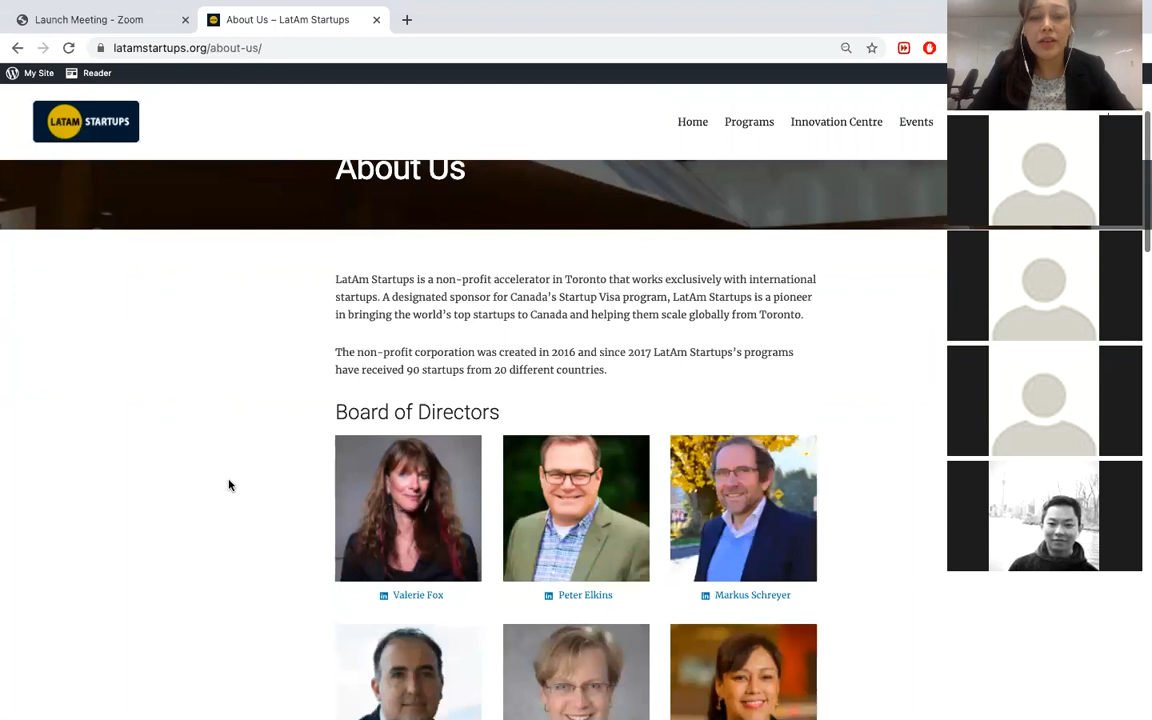 Launch Meeting - Zoom
About Us – LatAm Startups
latamstartups.org/about-us/
My Site
Reader
LATAM STARTUPS
Home
Programs
Innovation Centre
Events
About Us
LatAm Startups is a non-profit accelerator in Toronto that works exclusively with international
startups. A designated sponsor for Canada's Startup Visa program, LatAm Startups is a pioneer
in bringing the world's top startups to Canada and helping them scale globally from Toronto.
The non-profit corporation was created in 2016 and since 2017 LatAm Startups's programs
have received 90 startups from 20 different countries.
Board of Directors
Valerie Fox
Peter Elkins
Markus Schreyer